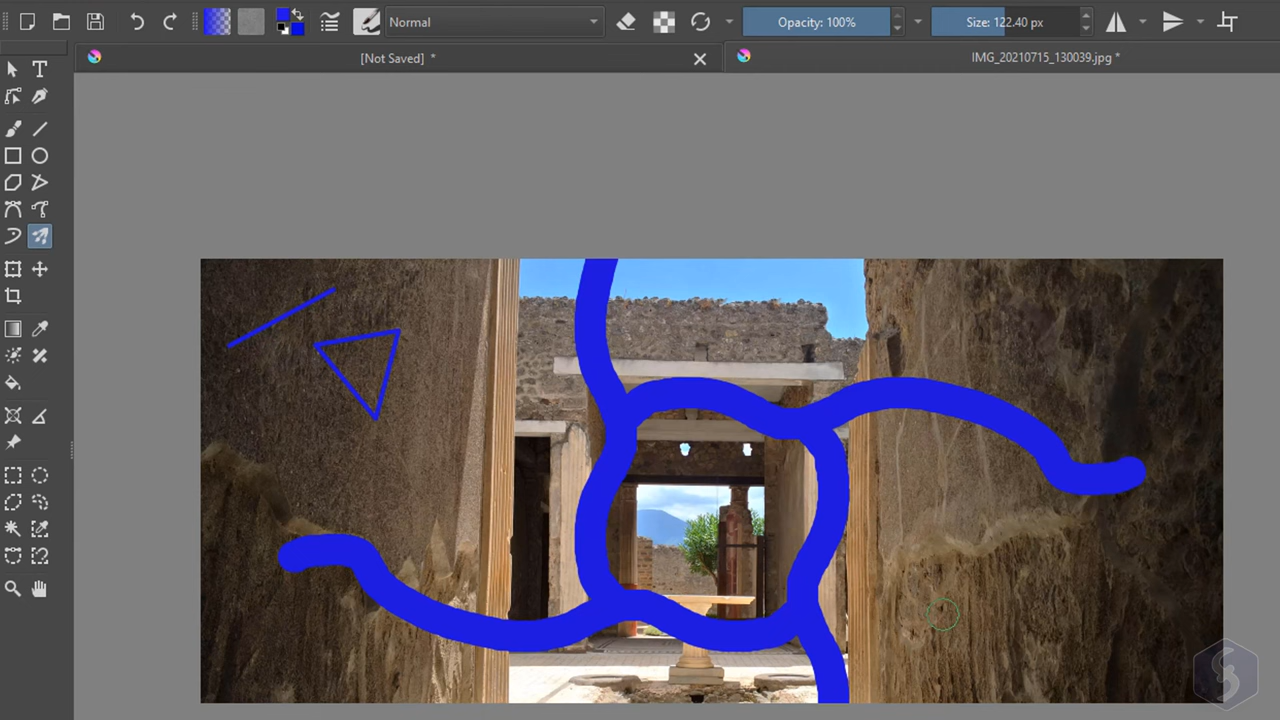 Normal
Opacity: 100%
Size: 122.40 px
[Not Saved] *
IMG_20210715_130039.jpg *